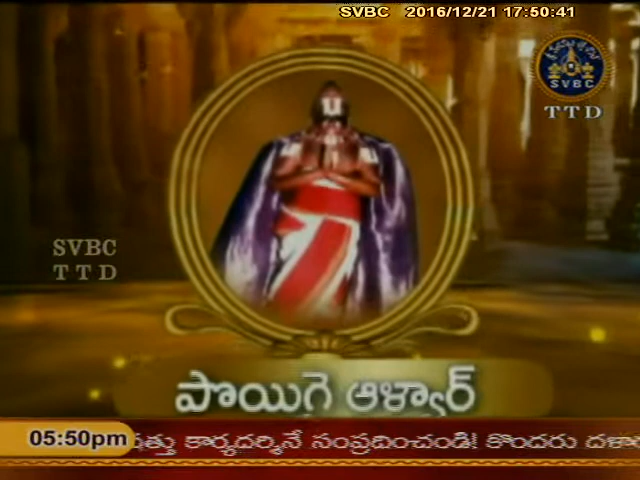 SVBC 2016/12/21 17:50:41
SVBC
TTD
SVBC
TTD
పొయిగై ఆళ్వార్
05:50pm కార్యదర్శినే సంప్రదించండి! కొందరు